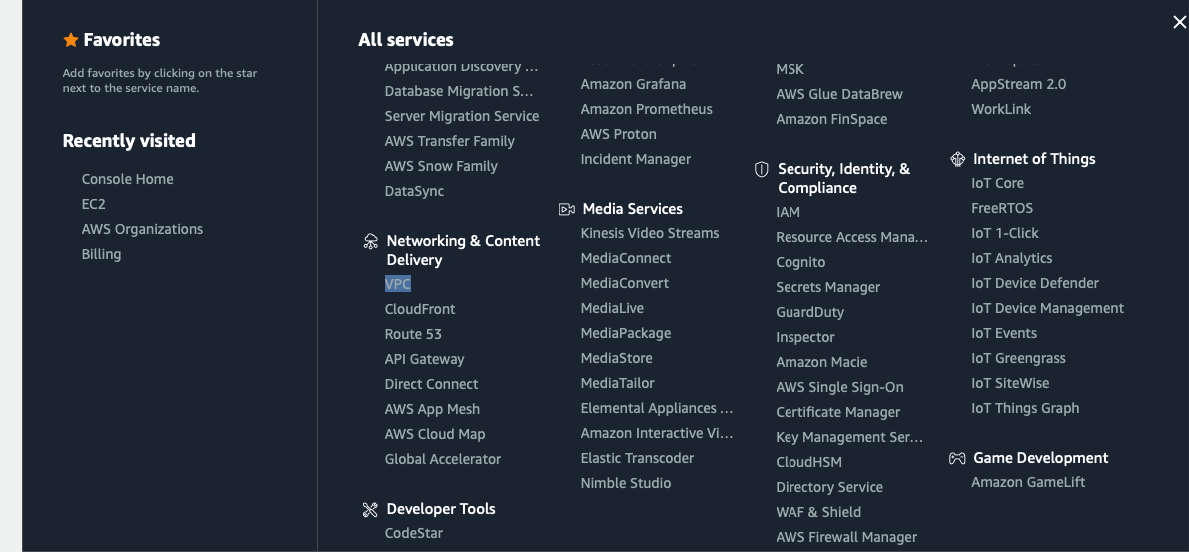 Favorites
Add favorites by clicking on the star
next to the service name.
Recently visited
Console Home
EC2
AWS Organizations
Billing
All services
Application Discovery ...
Database Migration S...
Server Migration Service
AWS Transfer Family
AWS Snow Family
DataSync
Networking & Content
Delivery
VPC
CloudFront
Route 53
API Gateway
Direct Connect
AWS App Mesh
AWS Cloud Map
Global Accelerator
Developer Tools
CodeStar
Amazon Grafana
Amazon Prometheus
AWS Proton
Incident Manager
Media Services
Kinesis Video Streams
MediaConnect
MediaConvert
MediaLive
MediaPackage
MediaStore
MediaTailor
Elemental Appliances ...
Amazon Interactive Vi...
Elastic Transcoder
Nimble Studio
MSK
AWS Glue DataBrew
Amazon FinSpace
Security, Identity, &
Compliance
IAM
Resource Access Mana...
Cognito
Secrets Manager
GuardDuty
Inspector
Amazon Macie
AWS Single Sign-On
Certificate Manager
Key Management Ser...
CloudHSM
Directory Service
WAF & Shield
AWS Firewall Manager
AppStream 2.0
WorkLink
Internet of Things
IoT Core
FreeRTOS
IoT 1-Click
IoT Analytics
IoT Device Defender
IoT Device Management
IoT Events
IoT Greengrass
IoT SiteWise
IoT Things Graph
Game Development
Amazon GameLift